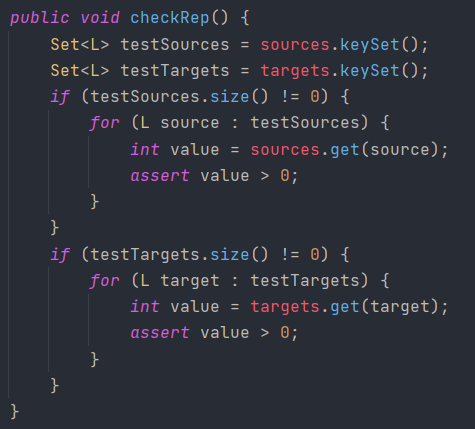 public void checkRep() {
    Set<L> testSources = sources.keySet();
    Set<L> testTargets = targets.keySet();
    if (testSources.size() != 0) {
        for (L source : testSources) {
            int value = sources.get(source);
            assert value > 0;
        }
    }
    if (testTargets.size() != 0) {
        for (L target : testTargets) {
            int value = targets.get(target);
            assert value > 0;
        }
    }
}